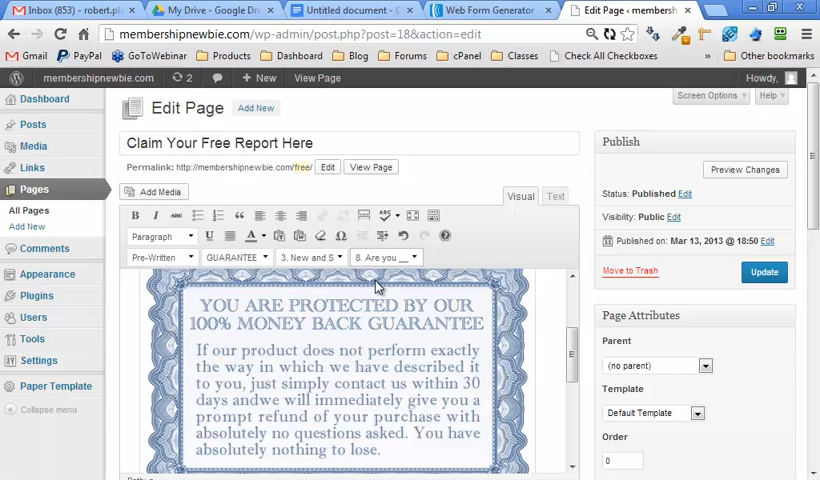 Inbox (853) - robert.pl
My Drive - Google Dri
Untitled document - C
Web Form Generator
Edit Page ‹ membersh
membershipnewbie.com/wp-admin/post.php?post=18&action=edit
Gmail PayPal GoToWebinar Products Dashboard Blog Forums cPanel Classes Check All Checkboxes » Other bookmarks
membershipnewbie.com 2 + New View Page Howdy,
Screen Options Help
Dashboard
Posts
Media
Links
Pages
All Pages
Add New
Comments
Appearance
Plugins
Users
Tools
Settings
Paper Template
Collapse menu
Edit Page Add New
Claim Your Free Report Here
Permalink: http://membershipnewbie.com/free/ Edit View Page
Add Media
Visual Text
B I ABC
Paragraph U A
Pre-Written GUARANTEE 3. New and S 8. Are you __
YOU ARE PROTECTED BY OUR
100% MONEY BACK GUARANTEE
If our product does not perform exactly
the way in which we have described it
to you, just simply contact us within 30
days andwe will immediately give you a
prompt refund of your purchase with
absolutely no questions asked. You have
absolutely nothing to lose.
Publish
Preview Changes
Status: Published Edit
Visibility: Public Edit
Published on: Mar 13, 2013 @ 18:50 Edit
Move to Trash Update
Page Attributes
Parent
(no parent)
Template
Default Template
Order
0